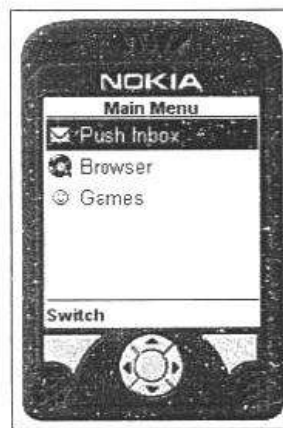 NOKIA
Main Menu
Push Inbox
Browser
Games
Switch